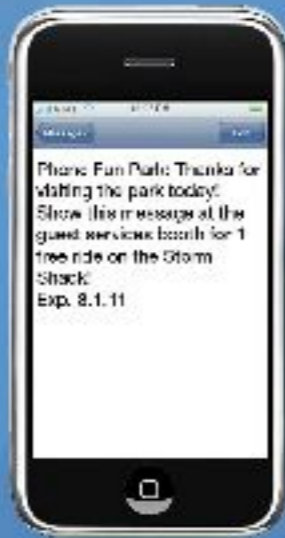 Messages
Phone Fun Park: Thanks for
visiting the park today!
Show this message at the
guest services booth for 1
free ride on the Storm
Shack!
Exp. 8.1.11